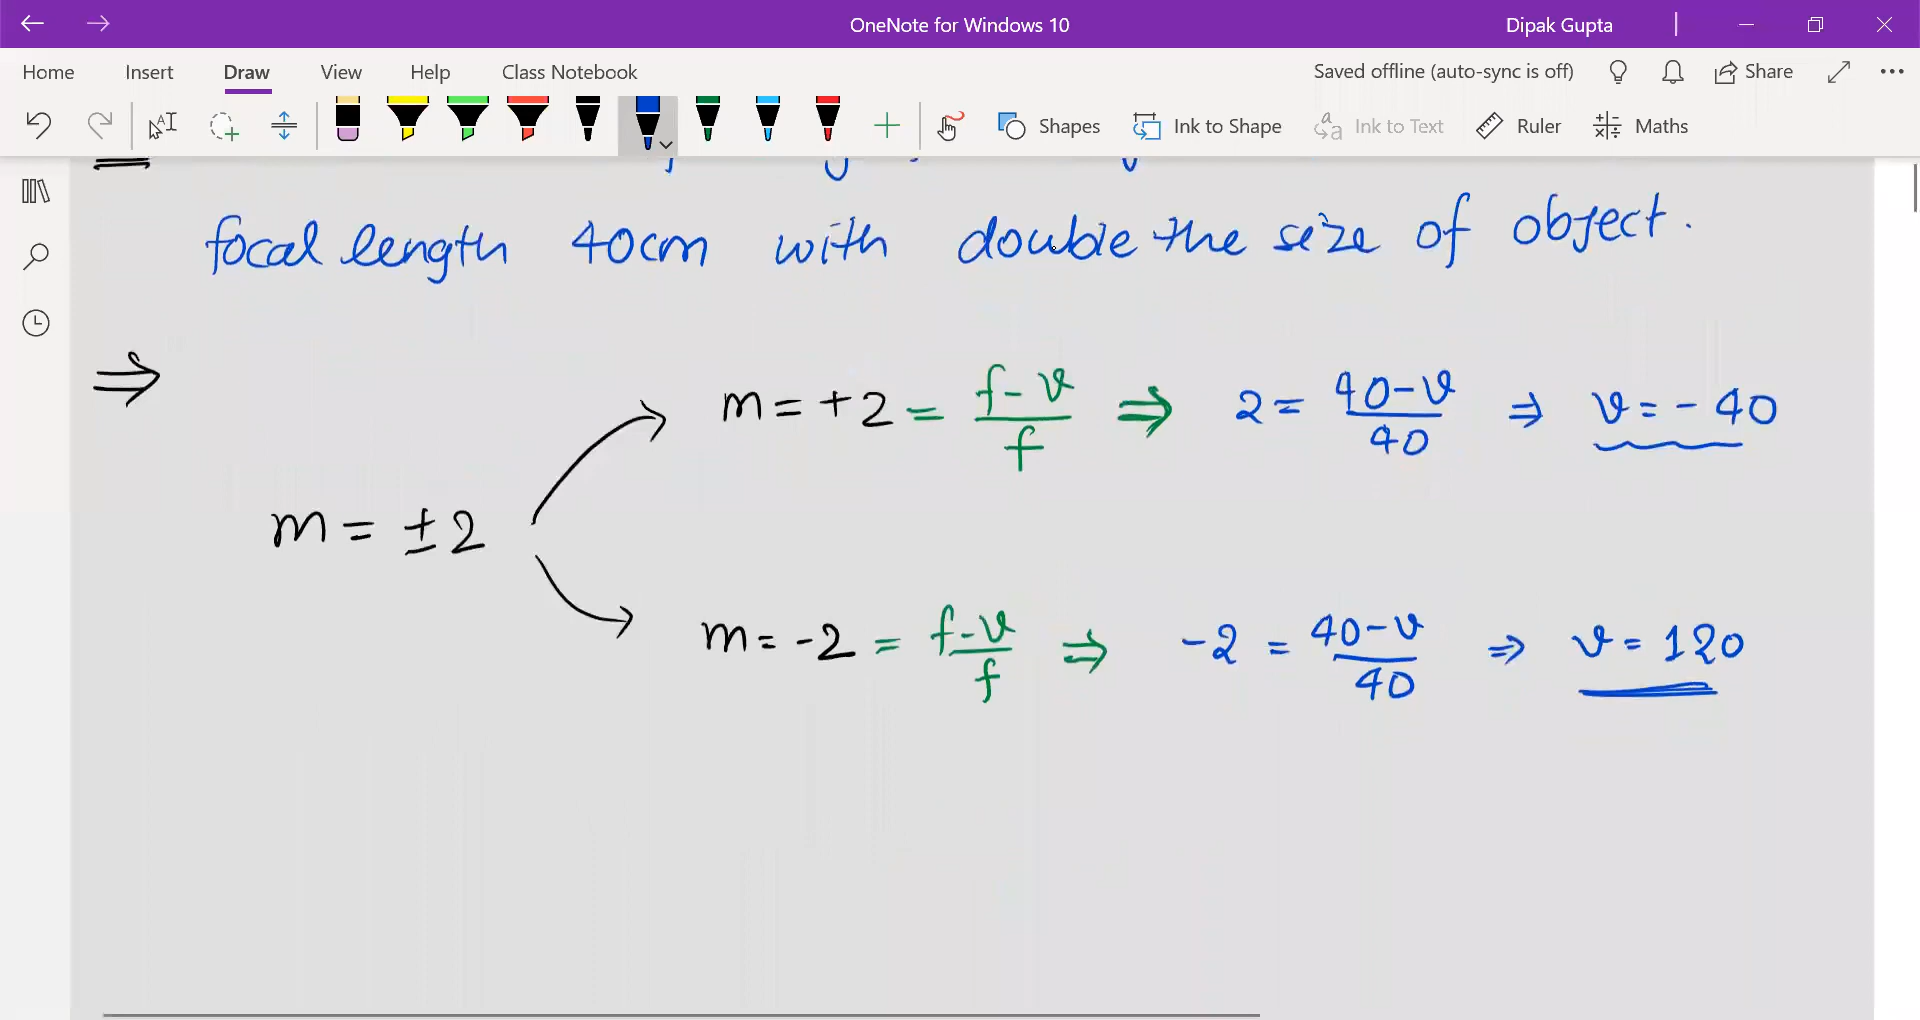 OneNote for Windows 10
Dipak Gupta
Home Insert Draw View Help Class Notebook
Saved offline (auto-sync is off) Share
Shapes Ink to Shape Ink to Text Ruler Maths
focal length 40cm with double the size of object.
⇒
m = +2 = (f-v)/f ⇒ 2 = (40-v)/40 ⇒ v = -40
m = ±2
m = -2 = (f-v)/f ⇒ -2 = (40-v)/40 ⇒ v = 120